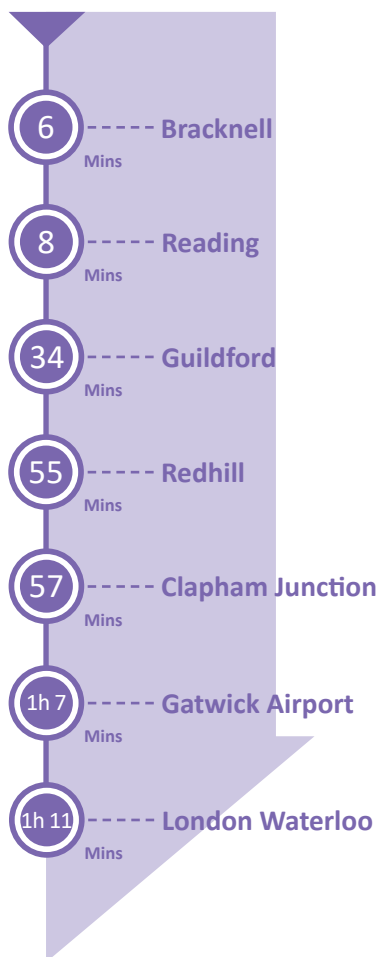 6
Bracknell
Mins
8
Reading
Mins
34
Guildford
Mins
55
Redhill
Mins
57
Clapham Junction
Mins
1h 7
Gatwick Airport
Mins
1h 11
London Waterloo
Mins